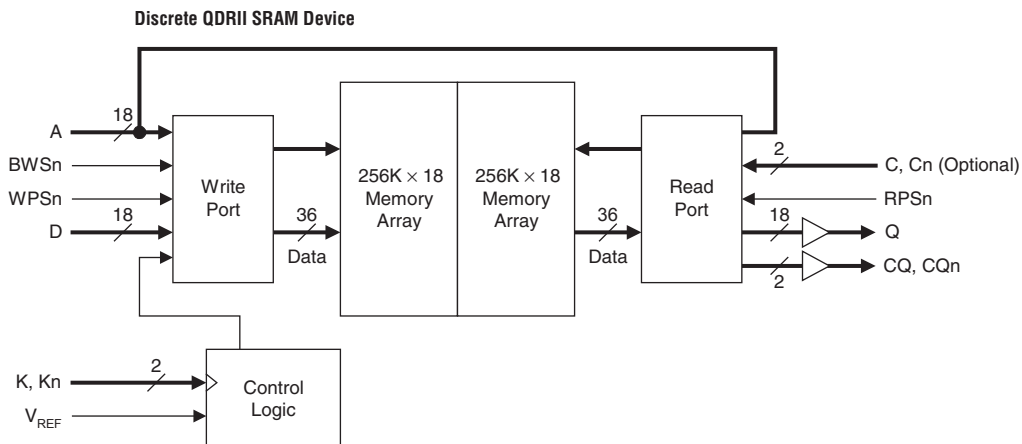 Discrete QDRII SRAM Device
A
18
BWSn
WPSn
D
18
Write
Port
36
Data
256K × 18
Memory
Array
256K × 18
Memory
Array
36
Data
Read
Port
2
C, Cn (Optional)
RPSn
18
Q
2
CQ, CQn
K, Kn
2
VREF
Control
Logic